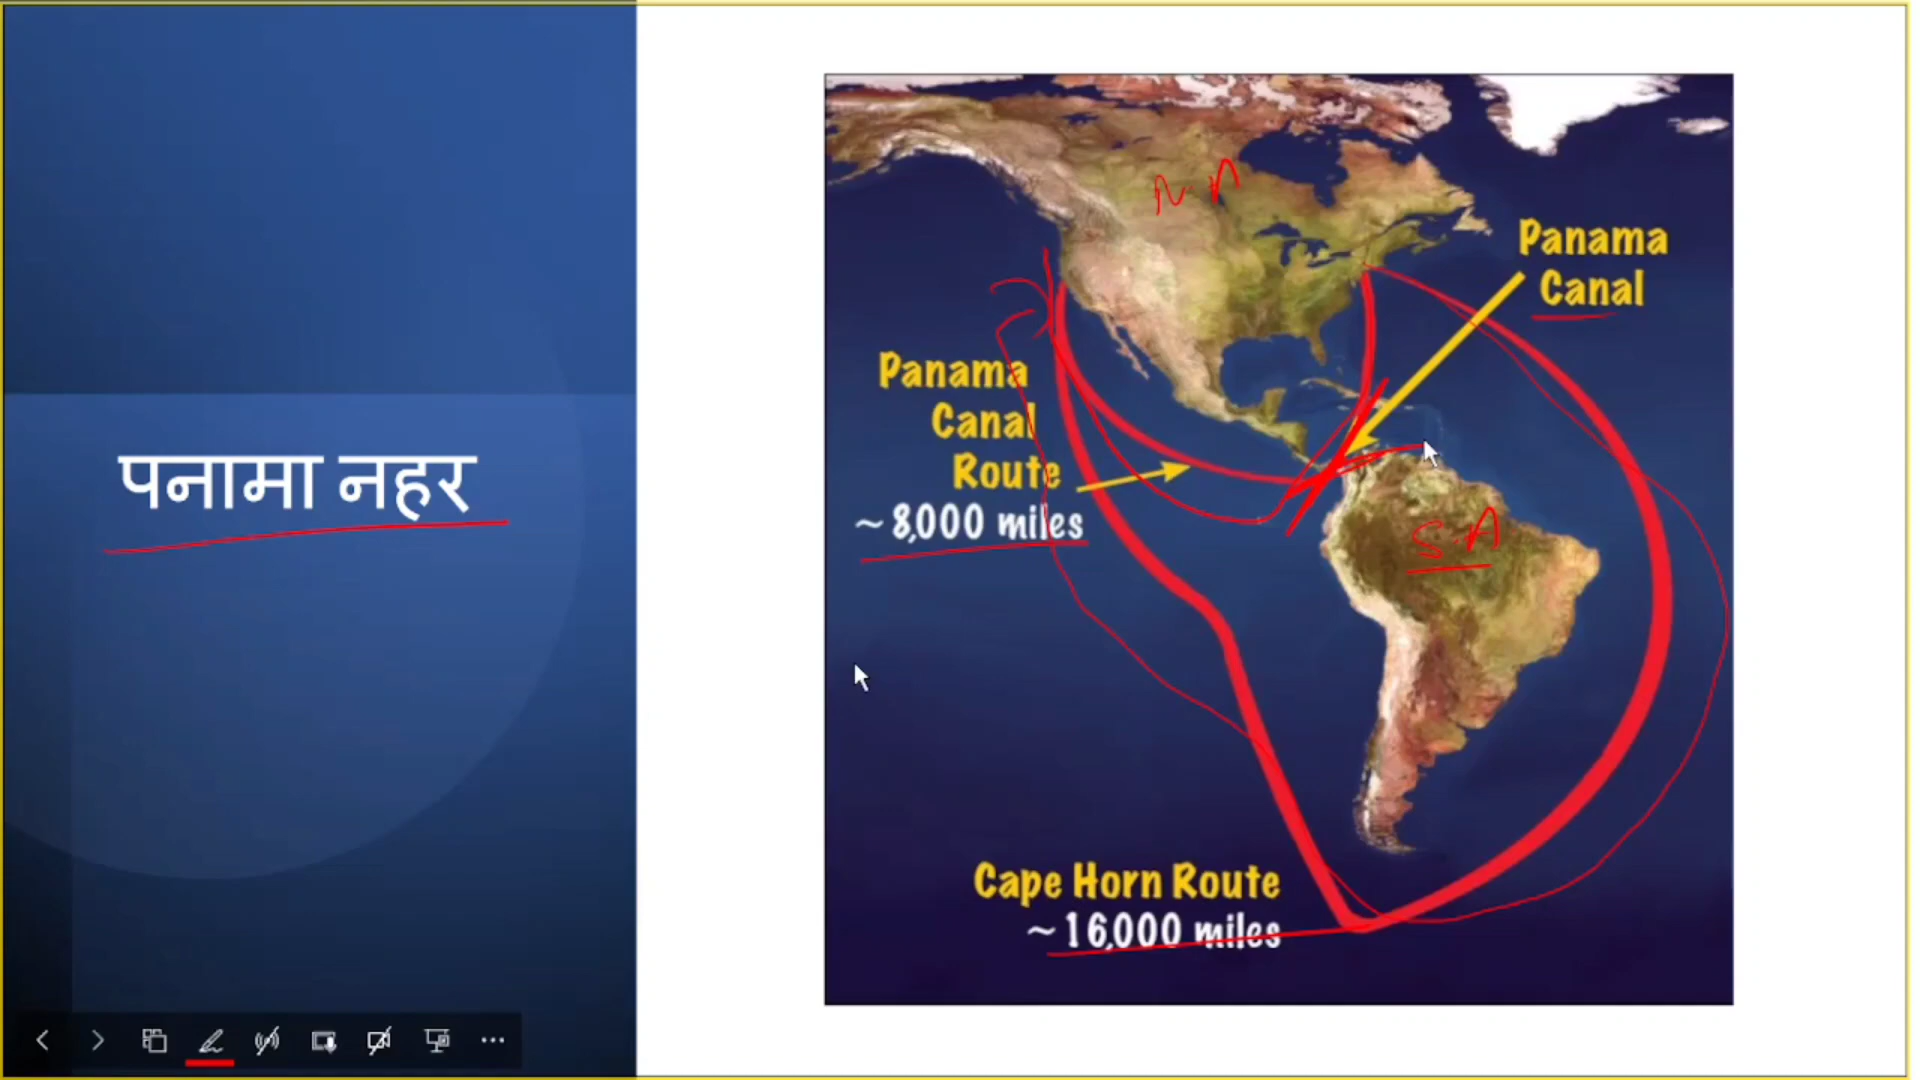 पनामा नहर
N. A
Panama
Canal
Panama
Canal
Route
~ 8,000 miles
S.A
Cape Horn Route
~ 16,000 miles